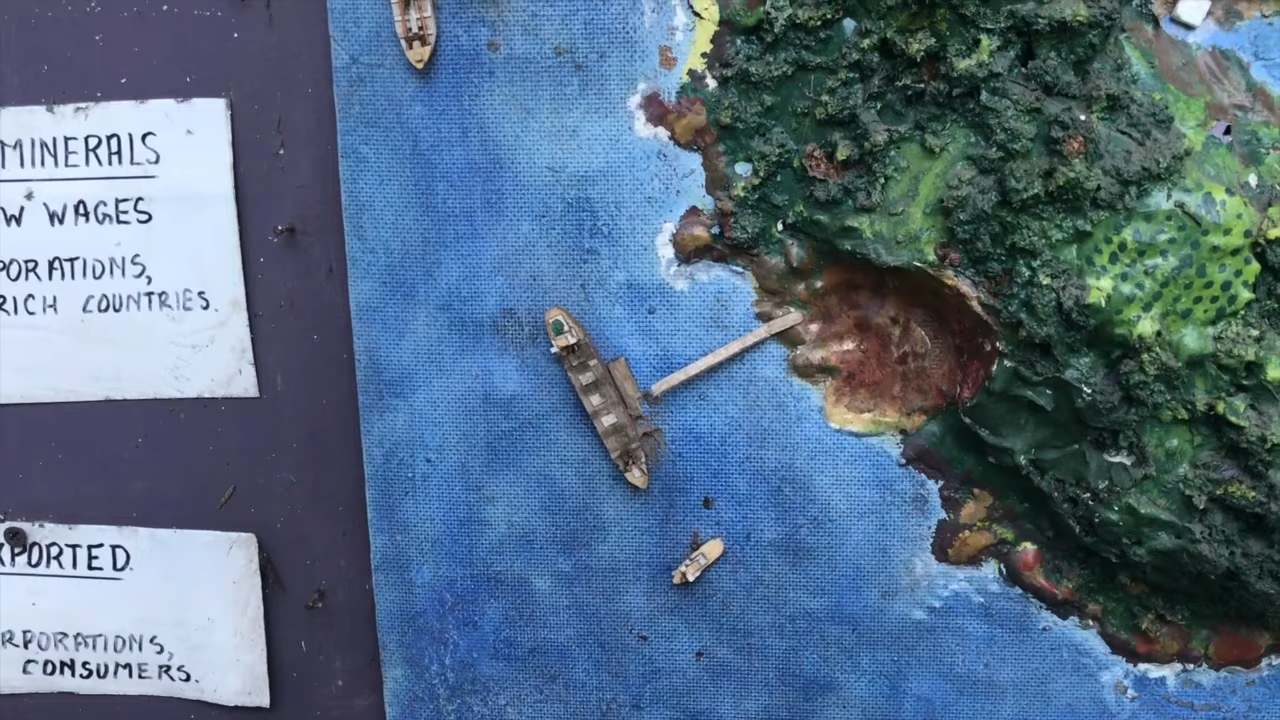 MINERALS
W WAGES
PORATIONS,
RICH COUNTRIES.
XPORTED.
RPORATIONS,
CONSUMERS.